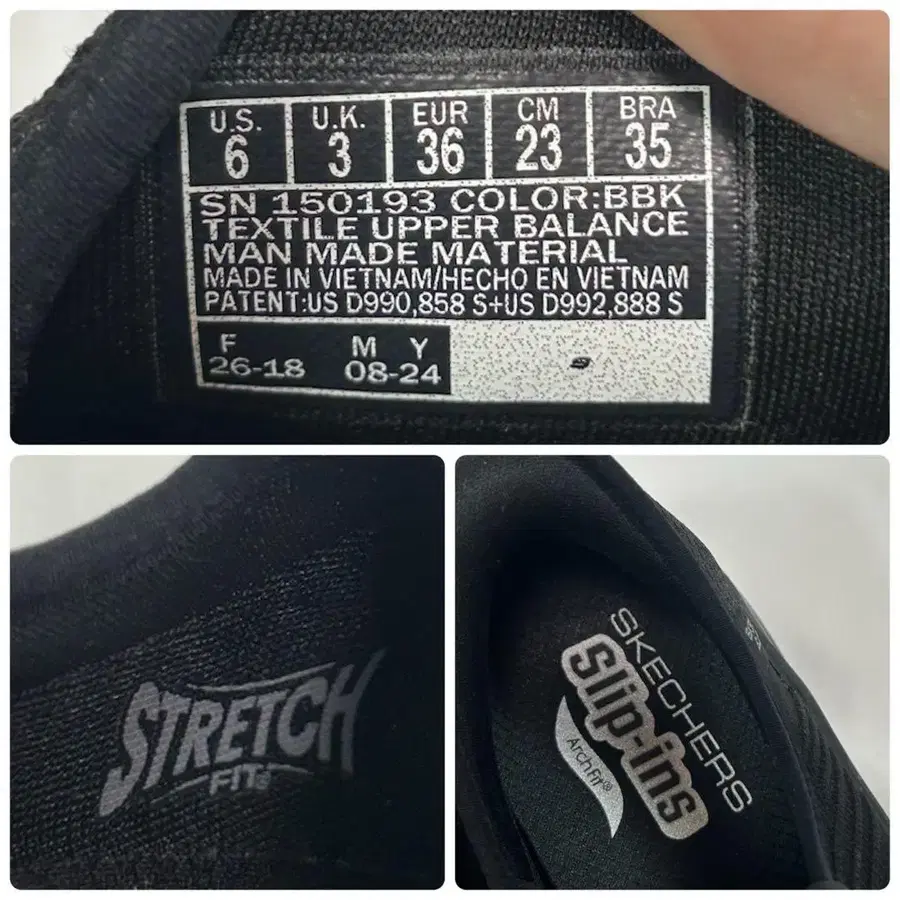 U.S. U.K. EUR CM BRA
6 3 36 23 35
SN 150193 COLOR:BBK
TEXTILE UPPER BALANCE
MAN MADE MATERIAL
MADE IN VIETNAM/HECHO EN VIETNAM
PATENT:US D990,858 S+US D992,888 S
F M Y
26-18 08-24
STRETCH
FIT
SKECHERS
Slip-ins
Arch Fit®